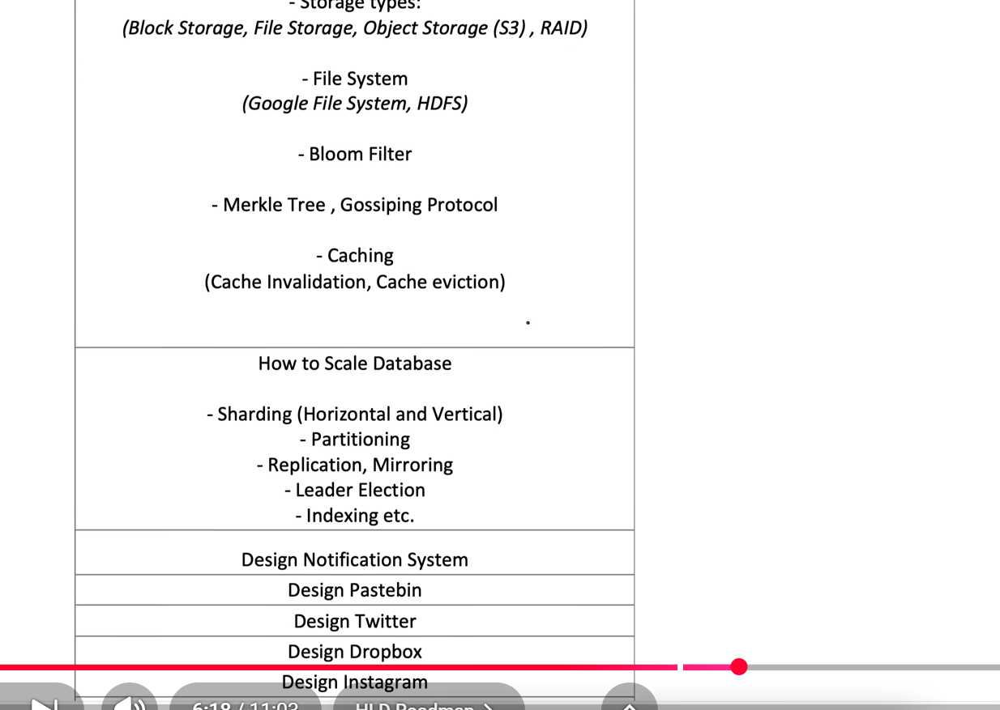 - Storage types:
(Block Storage, File Storage, Object Storage (S3) , RAID)
- File System
(Google File System, HDFS)
- Bloom Filter
- Merkle Tree , Gossiping Protocol
- Caching
(Cache Invalidation, Cache eviction)
How to Scale Database
- Sharding (Horizontal and Vertical)
- Partitioning
- Replication, Mirroring
- Leader Election
- Indexing etc.
Design Notification System
Design Pastebin
Design Twitter
Design Dropbox
Design Instagram
6:18 / 11:03 HLD Roadmap